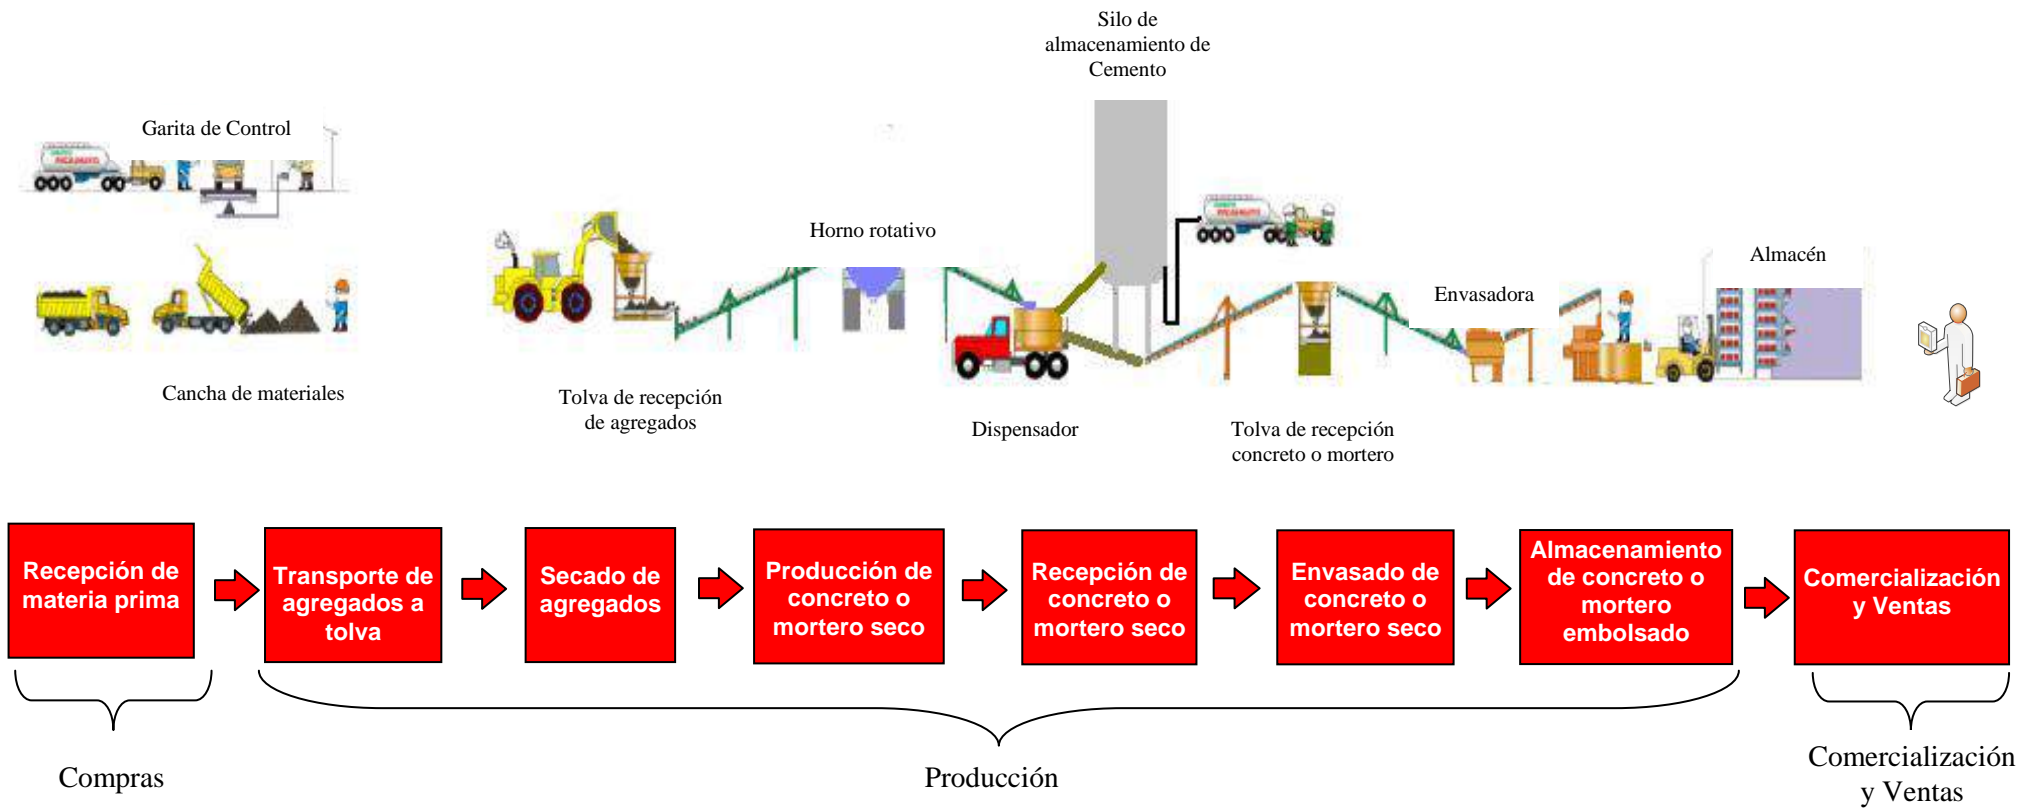 Silo de
almacenamiento de
Cemento
Garita de Control
Horno rotativo
Almacén
Envasadora
Cancha de materiales
Tolva de recepción
de agregados
Dispensador
Tolva de recepción
concreto o mortero
Recepción de
materia prima
Transporte de
agregados a
tolva
Secado de
agregados
Producción de
concreto o
mortero seco
Recepción de
concreto o
mortero seco
Envasado de
concreto o
mortero seco
Almacenamiento
de concreto o
mortero
embolsado
Comercialización
y Ventas
Compras
Producción
Comercialización
y Ventas